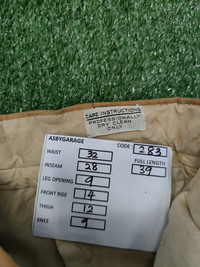 CARE INSTRUCTIONS
PROFESSIONALLY
DRY CLEAN
ONLY
ASBYGARAGE
CODE 283
WAIST 32
INSEAM 28
FULL LENGTH 39
LEG OPENING 9
FRONT RISE 14
THIGH 12
KNEE 9